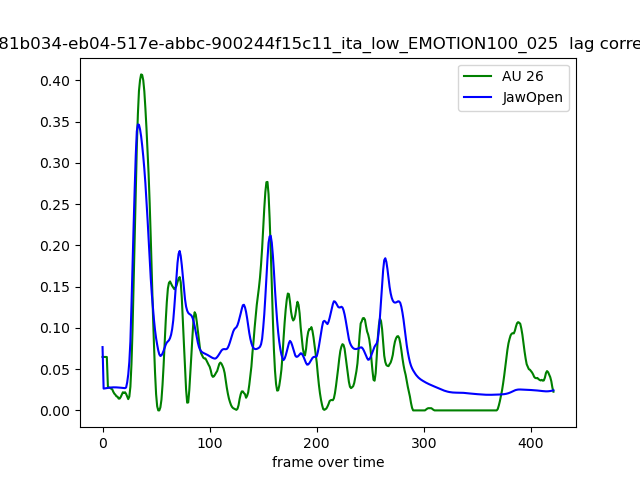 81b034-eb04-517e-abbc-900244f15c11_ita_low_EMOTION100_025 lag corre
AU 26
JawOpen
0.40
0.35
0.30
0.25
0.20
0.15
0.10
0.05
0.00
0 100 200 300 400
frame over time